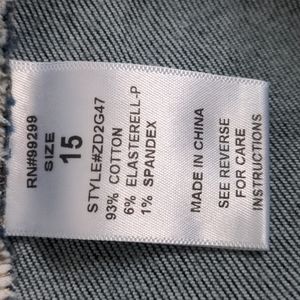 RN#99299
SIZE
15
STYLE#ZD2G47
93% COTTON
6% ELASTERELL-P
1% SPANDEX
MADE IN CHINA
SEE REVERSE
FOR CARE
INSTRUCTIONS